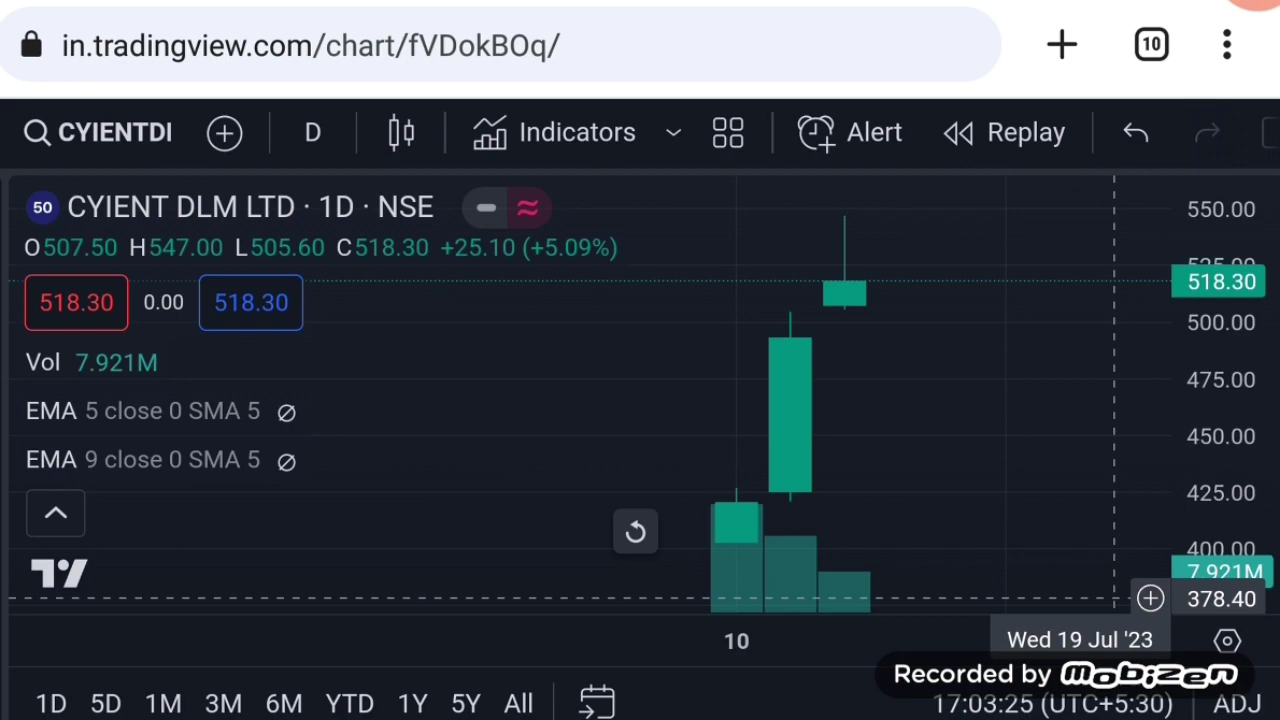 in.tradingview.com/chart/fVDokBOq/
10
CYIENTDI
D
Indicators
Alert
Replay
50 CYIENT DLM LTD · 1D · NSE
O507.50 H547.00 L505.60 C518.30 +25.10 (+5.09%)
518.30 0.00 518.30
Vol 7.921M
EMA 5 close 0 SMA 5
EMA 9 close 0 SMA 5
550.00
525.00
518.30
500.00
475.00
450.00
425.00
400.00
7.921M
378.40
10
Wed 19 Jul '23
Recorded by Mobizen
1D 5D 1M 3M 6M YTD 1Y 5Y All
17:03:25 (UTC+5:30)
ADJ